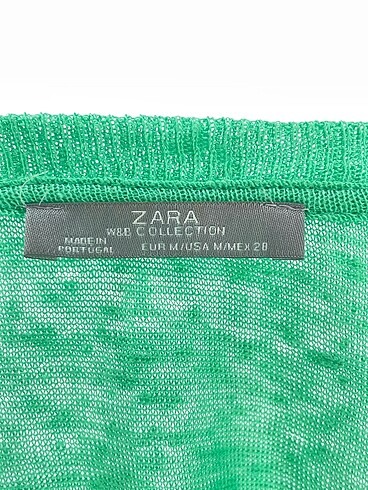 ZARA
W&B COLLECTION
MADE IN
PORTUGAL
EUR M/USA M/MEX 28